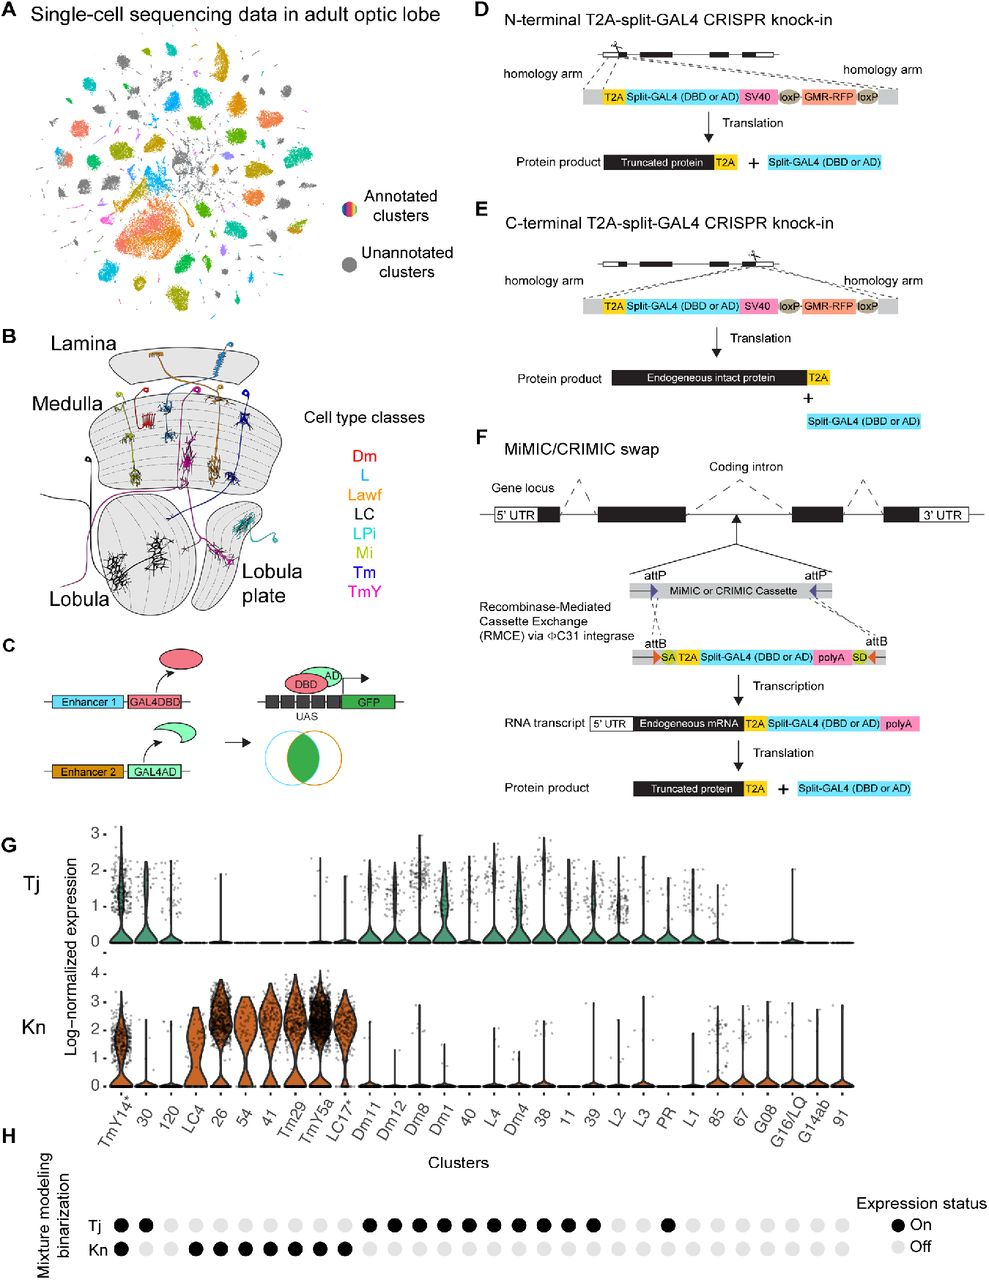 A Single-cell sequencing data in adult optic lobe
Annotated
clusters
Unannotated
clusters
B
Lamina
Medulla
Lobula
Lobula
plate
Cell type classes
Dm
L
Lawf
LC
LPi
Mi
Tm
TmY
C
Enhancer 1 GAL4DBD
Enhancer 2 GAL4AD
DBD AD
UAS GFP
D N-terminal T2A-split-GAL4 CRISPR knock-in
homology arm homology arm
T2A Split-GAL4 (DBD or AD) SV40 loxP GMR-RFP loxP
Translation
Protein product Truncated protein T2A + Split-GAL4 (DBD or AD)
E C-terminal T2A-split-GAL4 CRISPR knock-in
homology arm homology arm
T2A Split-GAL4 (DBD or AD) SV40 loxP GMR-RFP loxP
Translation
Protein product Endogeneous intact protein T2A
+
Split-GAL4 (DBD or AD)
F MiMIC/CRIMIC swap
Coding intron
Gene locus
5' UTR 3' UTR
attP attP
MiMIC or CRIMIC Cassette
Recombinase-Mediated
Cassette Exchange
(RMCE) via ΦC31 integrase
attB attB
SA T2A Split-GAL4 (DBD or AD) polyA SD
Transcription
RNA transcript 5' UTR Endogeneous mRNA T2A Split-GAL4 (DBD or AD) polyA
Translation
Protein product Truncated protein T2A + Split-GAL4 (DBD or AD)
G
Log−normalized expression
Tj
3
2
1
0
Kn
4
3
2
1
0
TmY14* 30 120 LC4 26 54 41 Tm29 TmY5a LC17* Dm11 Dm12 Dm8 Dm1 40 L4 Dm4 38 11 39 L2 L3 PR L1 85 67 G08 G16/LQ G14ab 91
Clusters
H
Mixture modeling
binarization
Tj
Kn
Expression status
On
Off